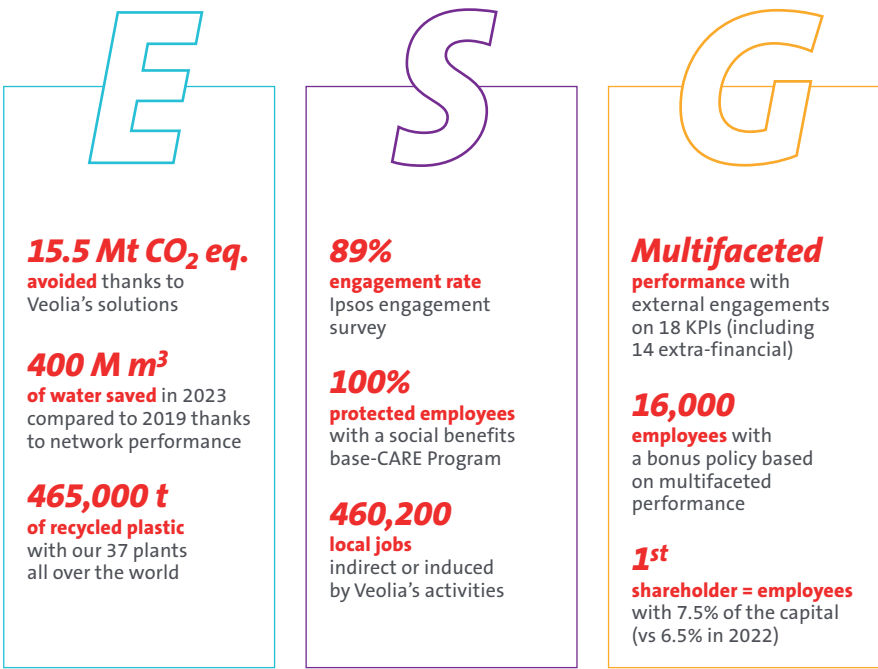 E
15.5 Mt CO₂ eq.
avoided thanks to
Veolia's solutions
400 M m³
of water saved in 2023
compared to 2019 thanks
to network performance
465,000 t
of recycled plastic
with our 37 plants
all over the world
S
89%
engagement rate
Ipsos engagement
survey
100%
protected employees
with a social benefits
base-CARE Program
460,200
local jobs
indirect or induced
by Veolia's activities
G
Multifaceted
performance with
external engagements
on 18 KPIs (including
14 extra-financial)
16,000
employees with
a bonus policy based
on multifaceted
performance
1st
shareholder = employees
with 7.5% of the capital
(vs 6.5% in 2022)